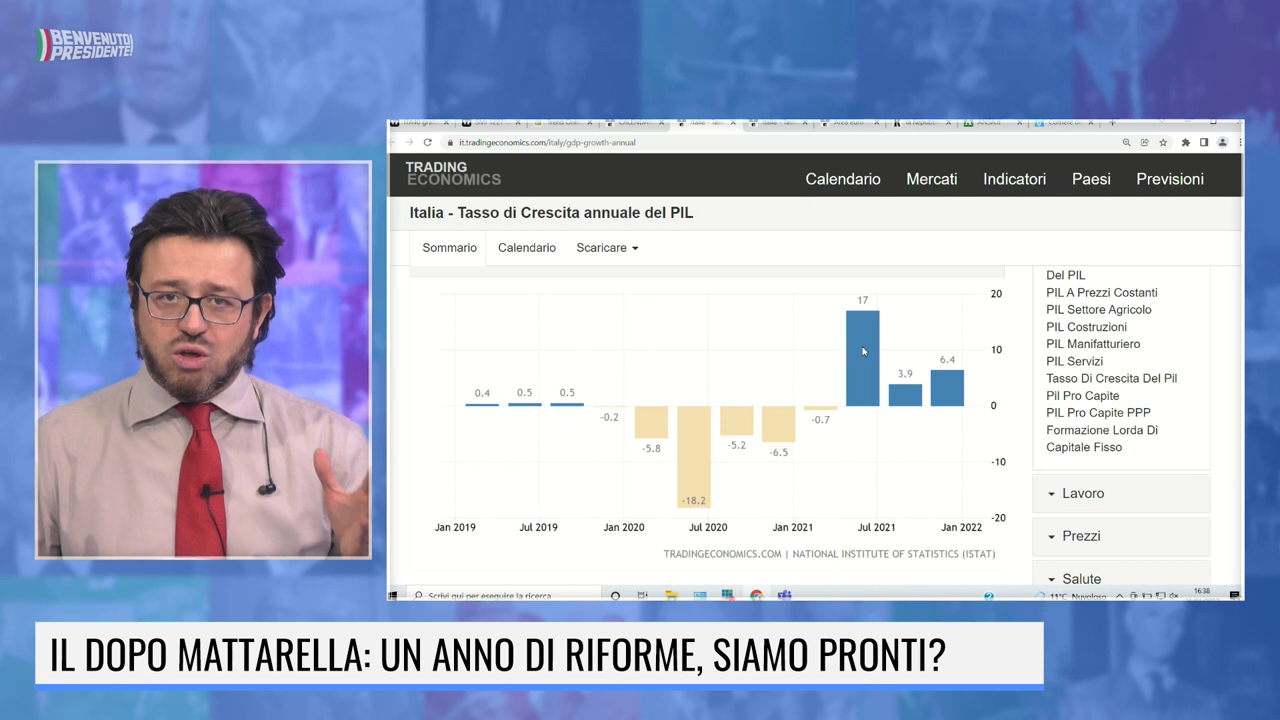 BENVENUTO
PRESIDENTE!
it.tradingeconomics.com/italy/gdp-growth-annual
TRADING
ECONOMICS
Calendario Mercati Indicatori Paesi Previsioni
Italia - Tasso di Crescita annuale del PIL
Sommario Calendario Scaricare
Del PIL
PIL A Prezzi Costanti
PIL Settore Agricolo
PIL Costruzioni
PIL Manifatturiero
PIL Servizi
Tasso Di Crescita Del PIL
Pil Pro Capite
PIL Pro Capite PPP
Formazione Lorda Di
Capitale Fisso
Lavoro
Prezzi
Salute
20
10
0
-10
-20
0.4 0.5 0.5 -0.2 -5.8 -18.2 -5.2 -6.5 -0.7 17 3.9 6.4
Jan 2019 Jul 2019 Jan 2020 Jul 2020 Jan 2021 Jul 2021 Jan 2022
TRADINGECONOMICS.COM | NATIONAL INSTITUTE OF STATISTICS (ISTAT)
Scrivi qui per eseguire la ricerca
11°C Nuvoloso
16:38
IL DOPO MATTARELLA: UN ANNO DI RIFORME, SIAMO PRONTI?